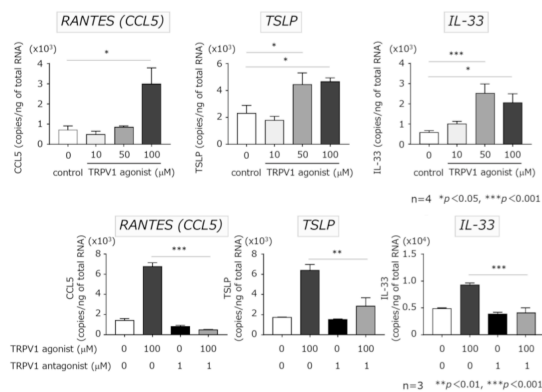 RANTES (CCL5)
(x10³)
CCL5 (copies/ng of total RNA)
4
3
2
1
0
*
0 10 50 100
control TRPV1 agonist (μM)
TSLP
(x10³)
TSLP (copies/ng of total RNA)
6
4
2
0
*
*
0 10 50 100
control TRPV1 agonist (μM)
IL-33
(x10³)
IL-33 (copies/ng of total RNA)
4
3
2
1
0
***
*
0 10 50 100
control TRPV1 agonist (μM)
n=4 *p<0.05, ***p<0.001
RANTES (CCL5)
(x10³)
CCL5
(copies/ng of total RNA)
8
6
4
2
0
***
TSLP
(x10³)
TSLP
(copies/ng of total RNA)
8
6
4
2
0
**
IL-33
(x10⁴)
IL-33
(copies/ng of total RNA)
1.5
1.0
0.5
0
***
TRPV1 agonist (μM) 0 100 0 100 0 100 0 100 0 100 0 100
TRPV1 antagonist (μM) 0 0 1 1 0 0 1 1 0 0 1 1
n=3 **p<0.01, ***p<0.001